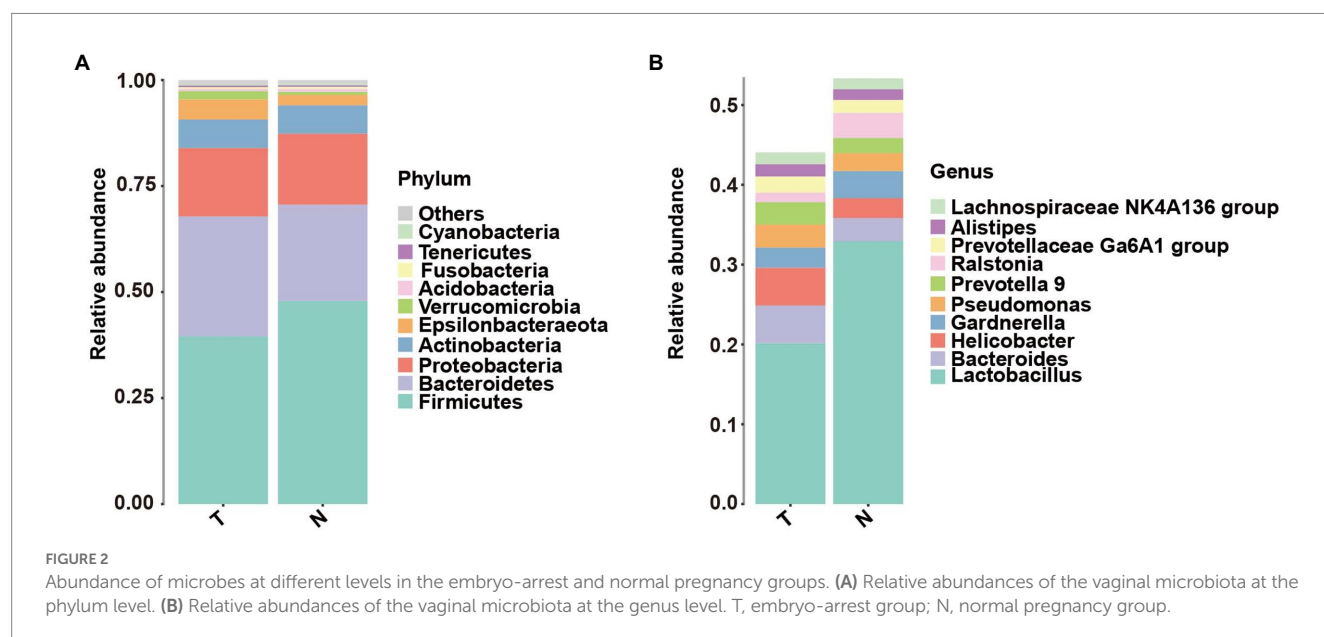 A
1.00
0.75
0.50
0.25
0.00
Relative abundance
T
N
Phylum
Others
Cyanobacteria
Tenericutes
Fusobacteria
Acidobacteria
Verrucomicrobia
Epsilonbacteraeota
Actinobacteria
Proteobacteria
Bacteroidetes
Firmicutes
B
0.5
0.4
0.3
0.2
0.1
0.0
Relative abundance
T
N
Genus
Lachnospiraceae NK4A136 group
Alistipes
Prevotellaceae Ga6A1 group
Ralstonia
Prevotella 9
Pseudomonas
Gardnerella
Helicobacter
Bacteroides
Lactobacillus
FIGURE 2
Abundance of microbes at different levels in the embryo-arrest and normal pregnancy groups. (A) Relative abundances of the vaginal microbiota at the
phylum level. (B) Relative abundances of the vaginal microbiota at the genus level. T, embryo-arrest group; N, normal pregnancy group.